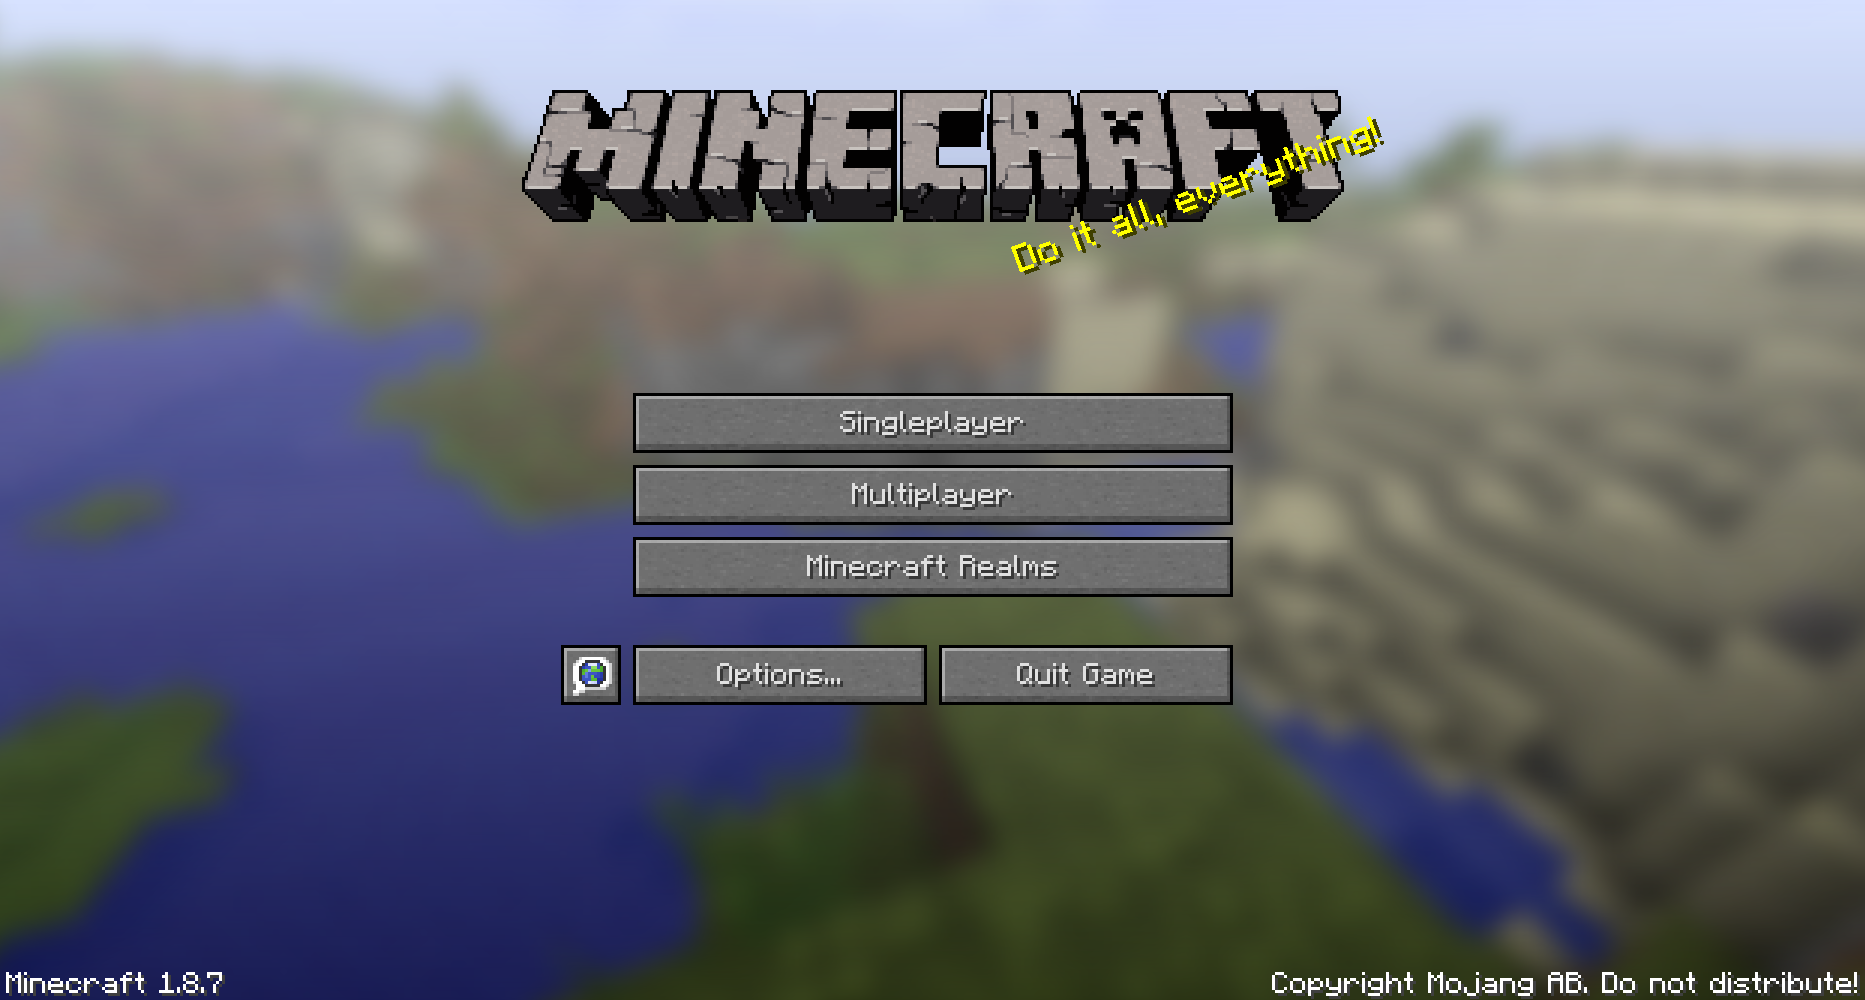 MINECRAFT
Do it all, everything!
Singleplayer
Multiplayer
Minecraft Realms
Options...
Quit Game
Minecraft 1.8.7
Copyright Mojang AB. Do not distribute!